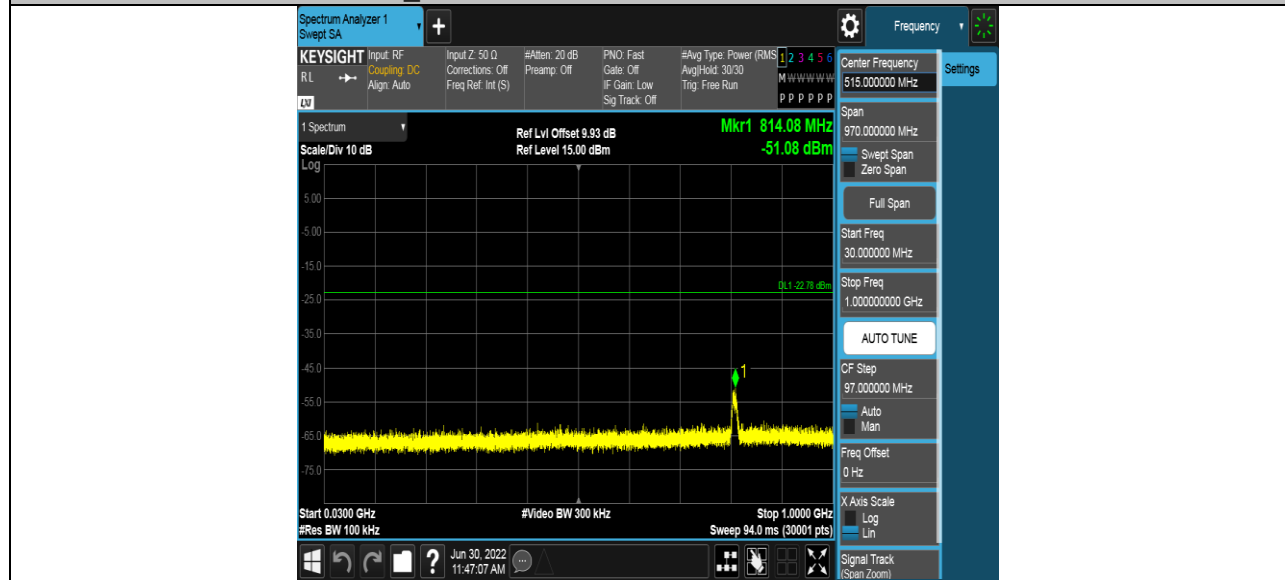 Spectrum Analyzer 1
Swept SA
+
Frequency
KEYSIGHT
RL
LXI
Input: RF
Coupling: DC
Align: Auto
Input Z: 50 Ω
Corrections: Off
Freq Ref: Int (S)
#Atten: 20 dB
Preamp: Off
PNO: Fast
Gate: Off
IF Gain: Low
Sig Track: Off
#Avg Type: Power (RMS
Avg|Hold: 30/30
Trig: Free Run
1 2 3 4 5 6
M W W W W W
P P P P P P
1 Spectrum
Scale/Div 10 dB
Log
Ref Lvl Offset 9.93 dB
Ref Level 15.00 dBm
Mkr1 814.08 MHz
-51.08 dBm
5.00
-5.00
-15.0
-25.0
-35.0
-45.0
-55.0
-65.0
-75.0
DL1 -22.78 dBm
1
Start 0.0300 GHz
#Res BW 100 kHz
#Video BW 300 kHz
Stop 1.0000 GHz
Sweep 94.0 ms (30001 pts)
Center Frequency
515.000000 MHz
Span
970.000000 MHz
Swept Span
Zero Span
Full Span
Start Freq
30.000000 MHz
Stop Freq
1.000000000 GHz
AUTO TUNE
CF Step
97.000000 MHz
Auto
Man
Freq Offset
0 Hz
X Axis Scale
Log
Lin
Signal Track
(Span Zoom)
Settings
?
Jun 30, 2022
11:47:07 AM